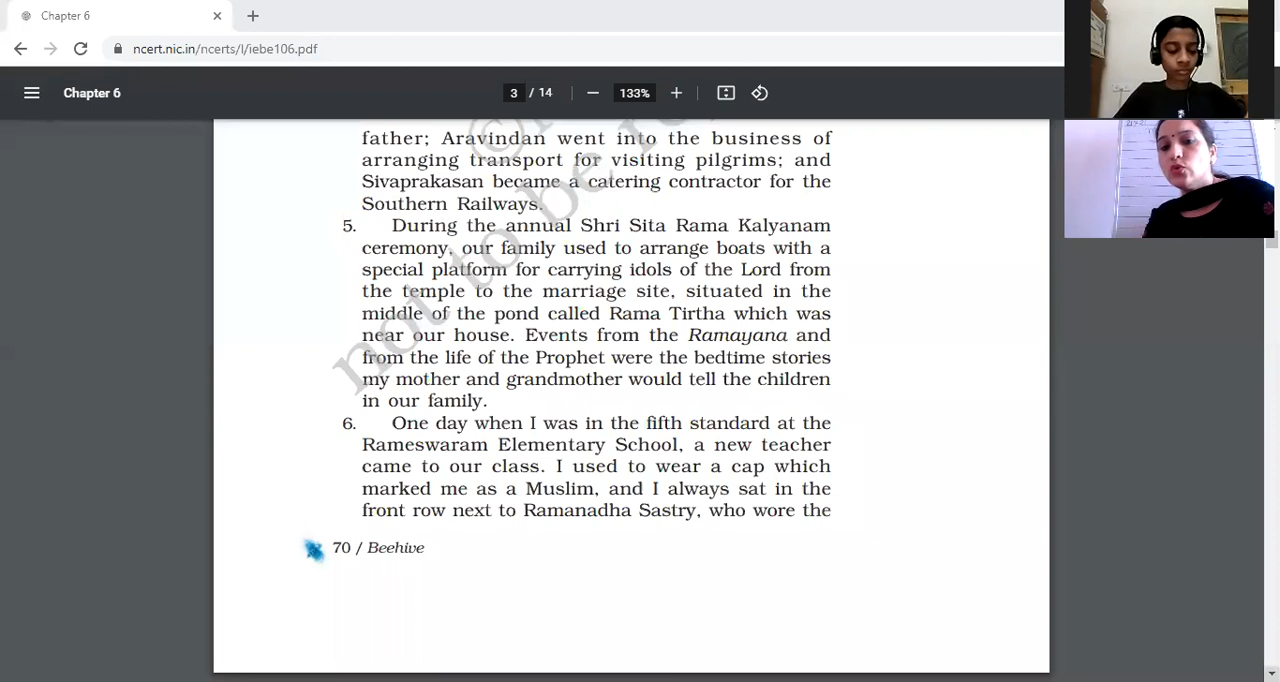 Chapter 6
ncert.nic.in/ncerts/l/iebe106.pdf
Chapter 6
3 / 14
133%
father; Aravindan went into the business of
arranging transport for visiting pilgrims; and
Sivaprakasan became a catering contractor for the
Southern Railways.
5. During the annual Shri Sita Rama Kalyanam
ceremony, our family used to arrange boats with a
special platform for carrying idols of the Lord from
the temple to the marriage site, situated in the
middle of the pond called Rama Tirtha which was
near our house. Events from the Ramayana and
from the life of the Prophet were the bedtime stories
my mother and grandmother would tell the children
in our family.
6. One day when I was in the fifth standard at the
Rameswaram Elementary School, a new teacher
came to our class. I used to wear a cap which
marked me as a Muslim, and I always sat in the
front row next to Ramanadha Sastry, who wore the
70 / Beehive
©
not to be re